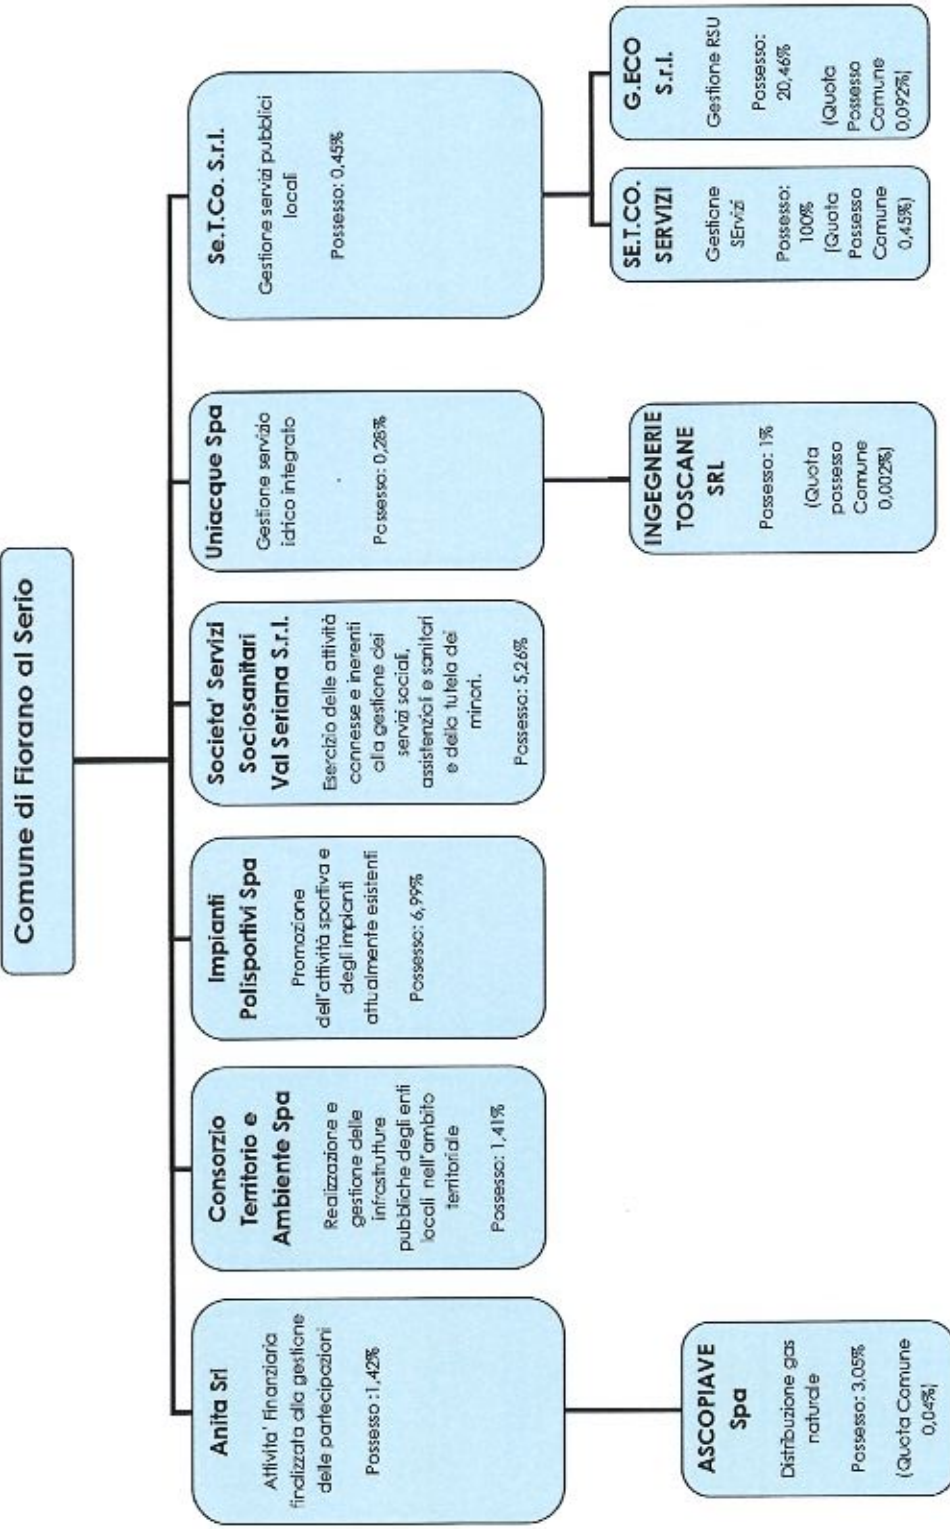 Comune di Fiorano al Serio
Anita Srl
Attivita' Finanziaria
finalizzata alla gestione
delle partecipazioni
Possesso :1,42%
Consorzio
Territorio e
Ambiente Spa
Realizzazione e
gestione delle
infrastrutture
pubbliche degli enti
locali nell'ambito
territoriale
Possesso: 1,41%
Impianti
Polisportivi Spa
Promozione
dell'attività sportiva e
degli impianti
attualmente esistenti
Possesso: 6,99%
Societa' Servizi
Sociosanitari
Val Seriana S.r.l.
Esercizio delle attività
connesse e inerenti
alla gestione dei
servizi sociali,
assistenziali e sanitari
e della tutela dei
minori.
Possesso: 5,26%
Uniacque Spa
Gestione servizio
idrico integrato
Possesso: 0,28%
Se.T.Co. S.r.l.
Gestione servizi pubblici
locali
Possesso: 0,45%
ASCOPIAVE
Spa
Distribuzione gas
naturale
Possesso: 3,05%
(Quota Comune
0,04%)
INGEGNERIE
TOSCANE
SRL
Possesso: 1%
(Quota
possesso
Comune
0,002%)
SE.T.CO.
SERVIZI
Gestione
SErvizi
Possesso:
100%
(Quota
Possesso
Comune
0,45%)
G.ECO
S.r.l.
Gestione RSU
Possesso:
20,46%
(Quota
Possesso
Comune
0,092%)